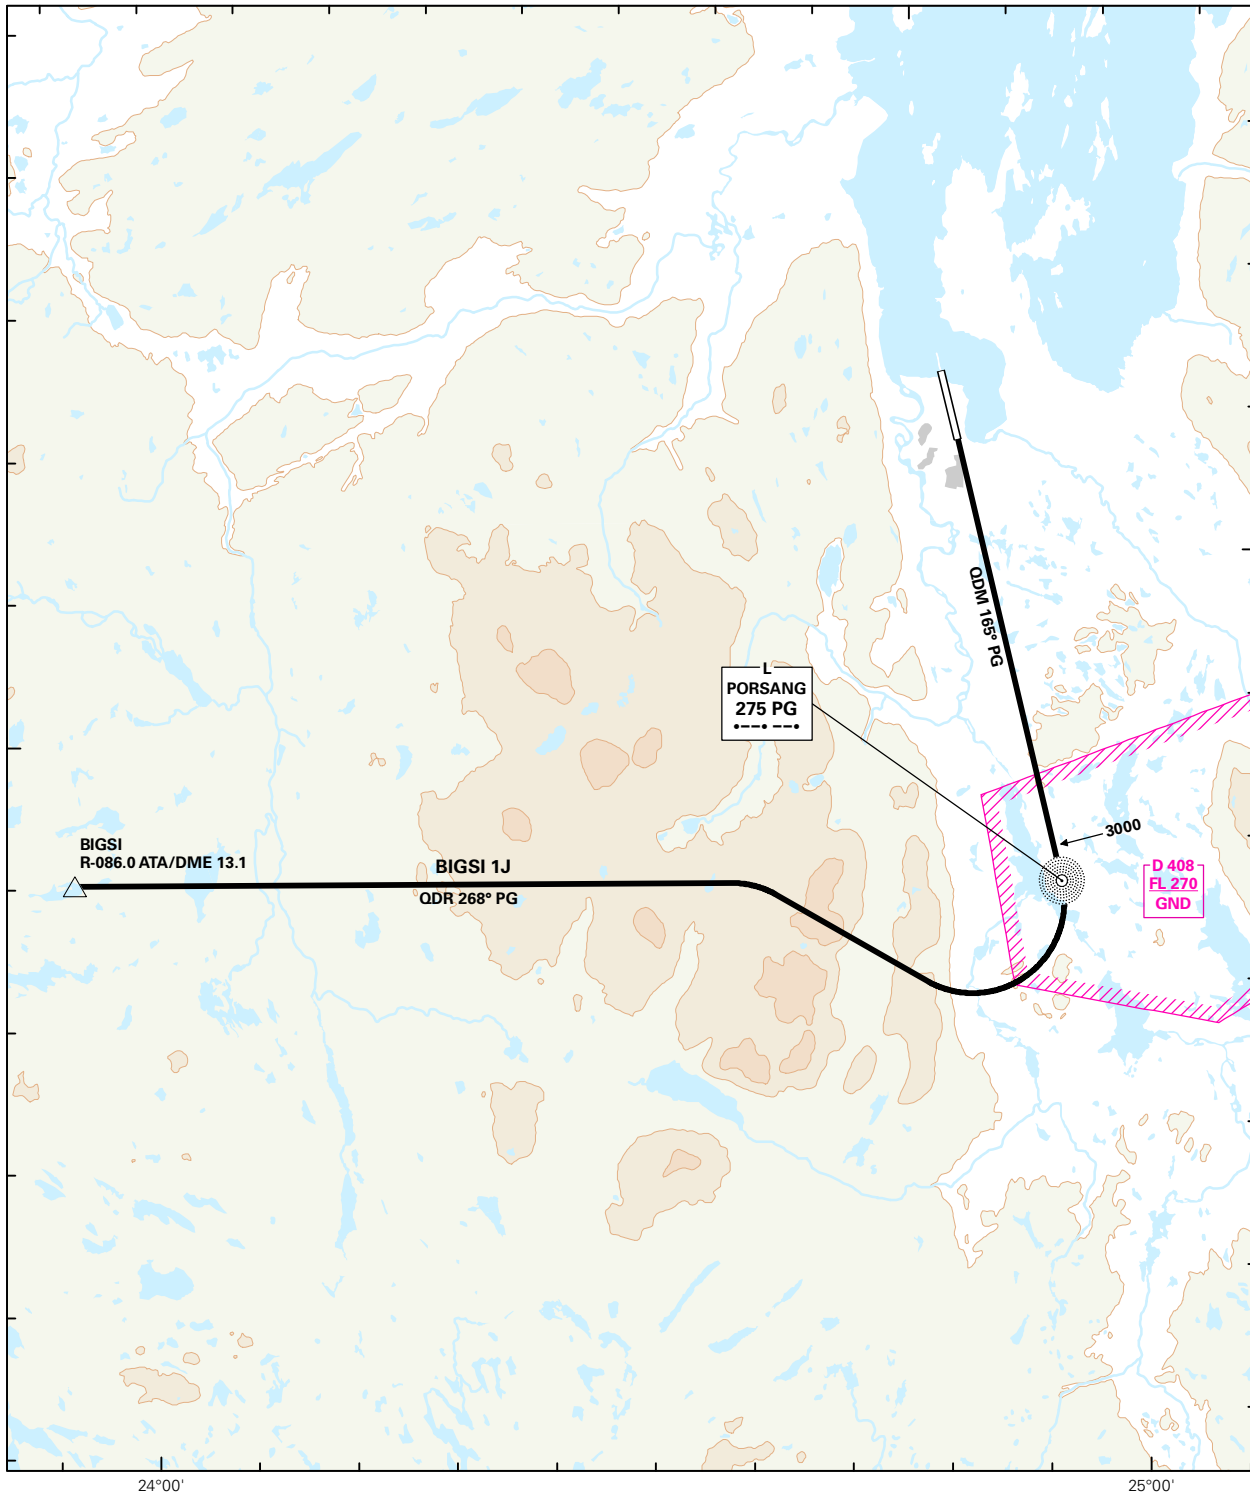 QDM 165° PG
L
PORSANG
275 PG
3000
BIGSI
R-086.0 ATA/DME 13.1
BIGSI 1J
QDR 268° PG
D 408
FL 270
GND
24°00'
25°00'